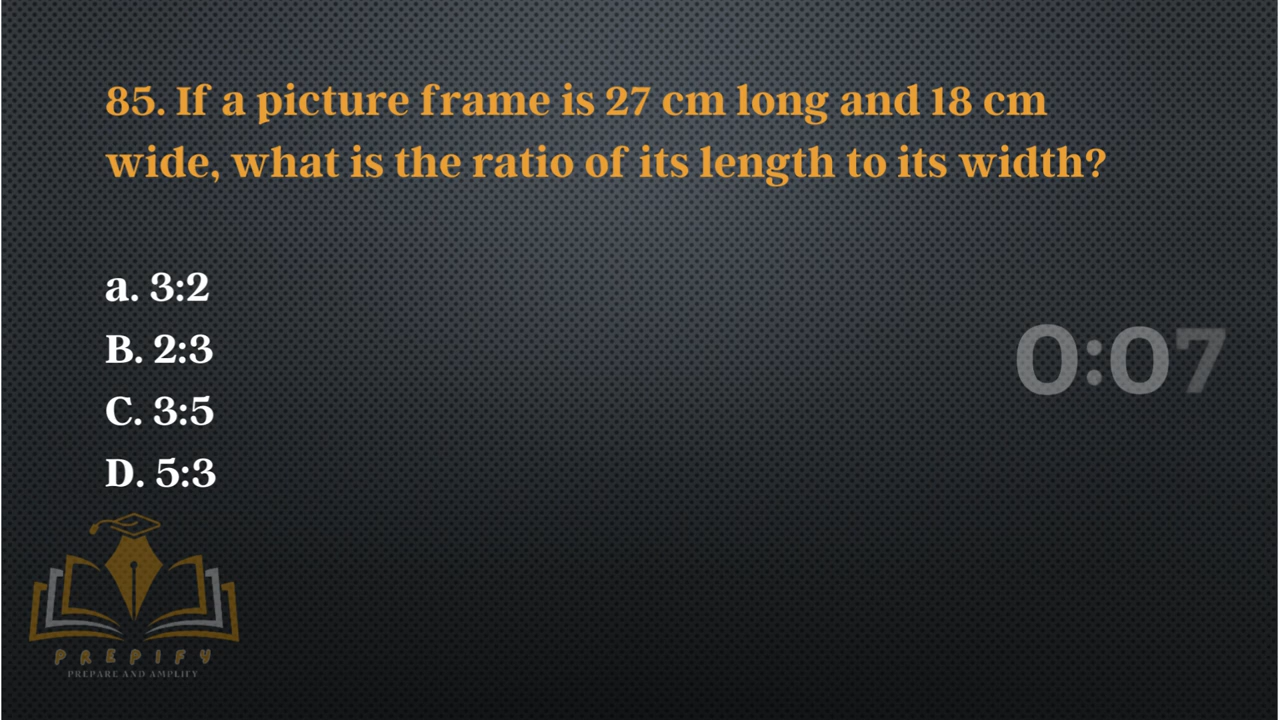 85. If a picture frame is 27 cm long and 18 cm
wide, what is the ratio of its length to its width?
a. 3:2
B. 2:3
C. 3:5
D. 5:3
0:07
PREPIFY
PREPARE AND AMPLIFY